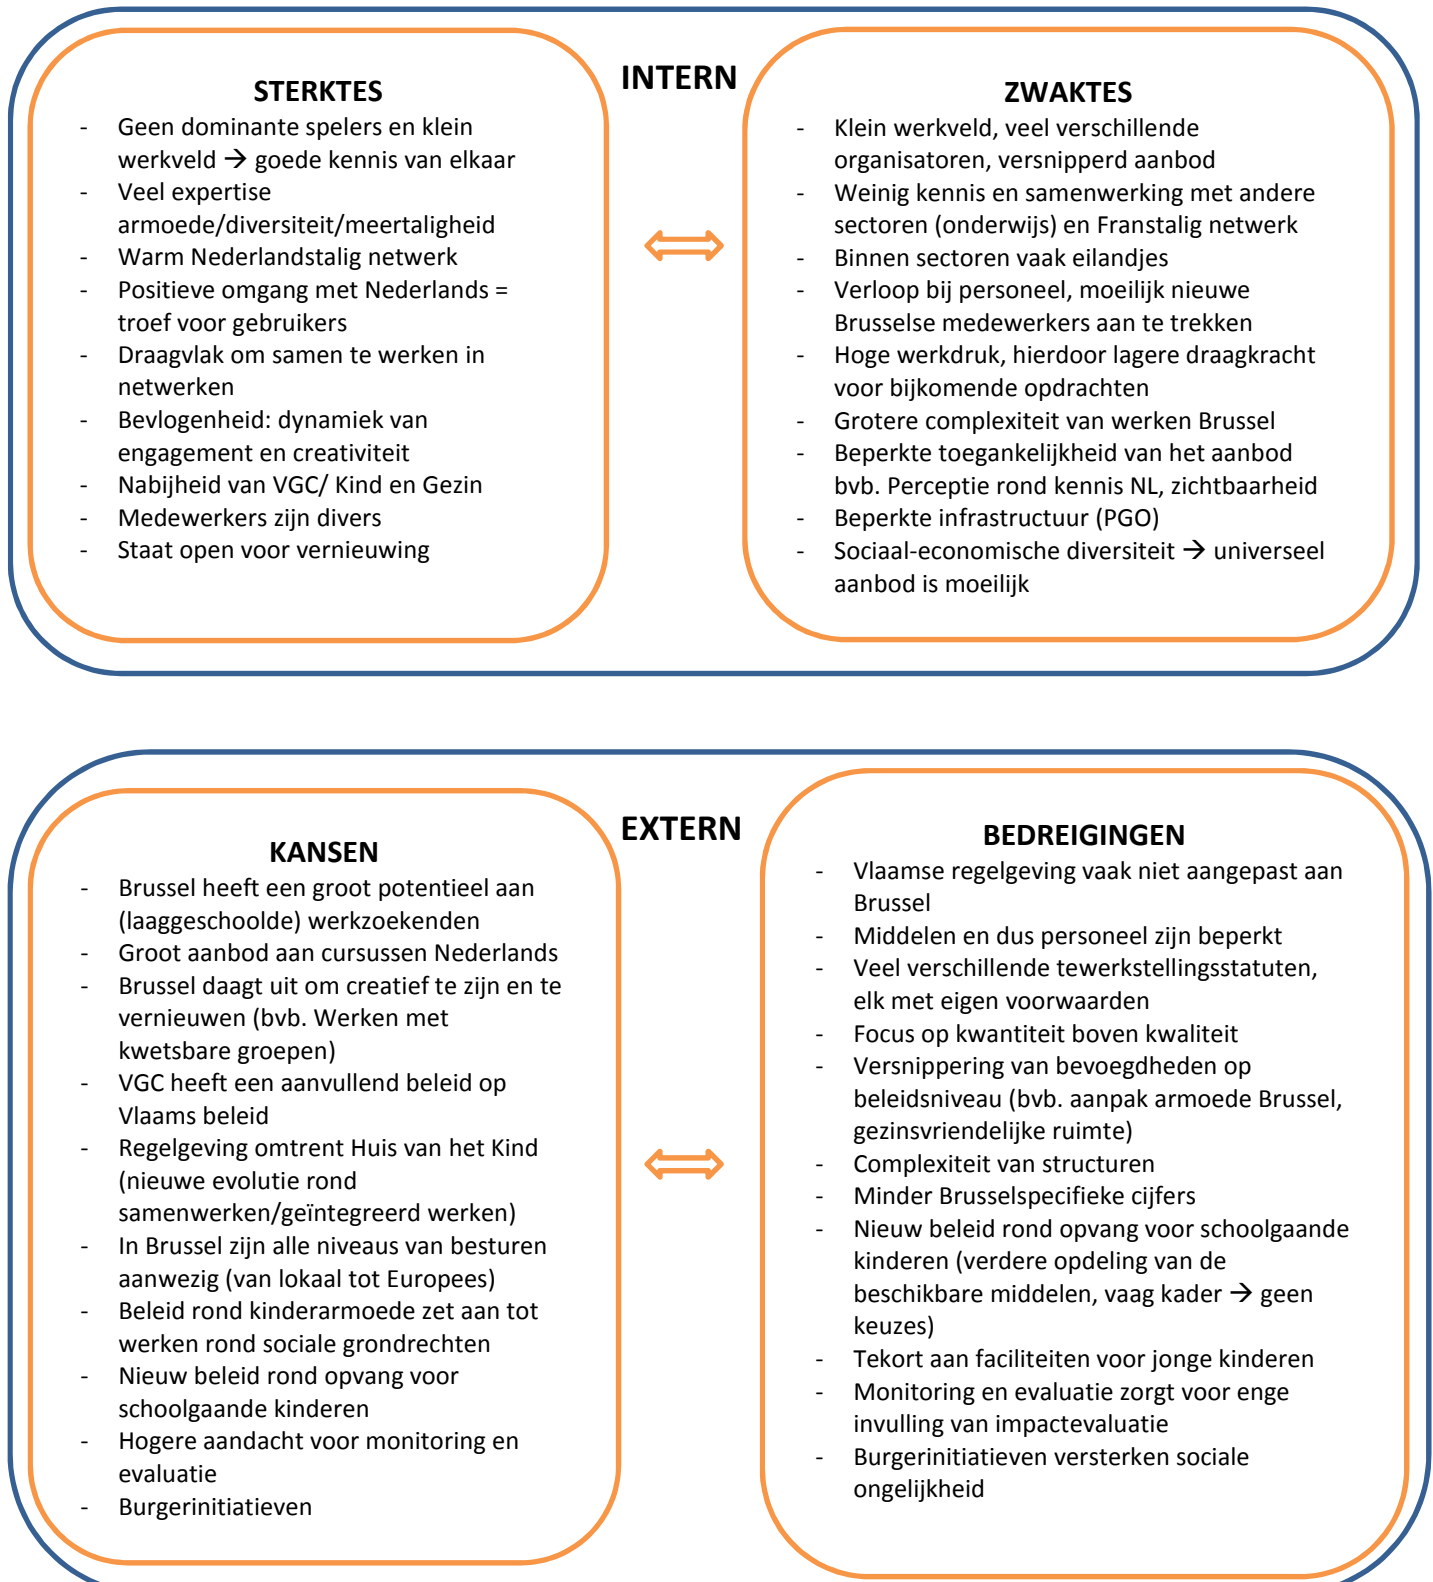 INTERN
STERKTES
- Geen dominante spelers en klein
werkveld → goede kennis van elkaar
- Veel expertise
armoede/diversiteit/meertaligheid
- Warm Nederlandstalig netwerk
- Positieve omgang met Nederlands =
troef voor gebruikers
- Draagvlak om samen te werken in
netwerken
- Bevlogenheid: dynamiek van
engagement en creativiteit
- Nabijheid van VGC/ Kind en Gezin
- Medewerkers zijn divers
- Staat open voor vernieuwing
ZWAKTES
- Klein werkveld, veel verschillende
organisatoren, versnipperd aanbod
- Weinig kennis en samenwerking met andere
sectoren (onderwijs) en Franstalig netwerk
- Binnen sectoren vaak eilandjes
- Verloop bij personeel, moeilijk nieuwe
Brusselse medewerkers aan te trekken
- Hoge werkdruk, hierdoor lagere draagkracht
voor bijkomende opdrachten
- Grotere complexiteit van werken Brussel
- Beperkte toegankelijkheid van het aanbod
bvb. Perceptie rond kennis NL, zichtbaarheid
- Beperkte infrastructuur (PGO)
- Sociaal-economische diversiteit → universeel
aanbod is moeilijk
EXTERN
KANSEN
- Brussel heeft een groot potentieel aan
(laaggeschoolde) werkzoekenden
- Groot aanbod aan cursussen Nederlands
- Brussel daagt uit om creatief te zijn en te
vernieuwen (bvb. Werken met
kwetsbare groepen)
- VGC heeft een aanvullend beleid op
Vlaams beleid
- Regelgeving omtrent Huis van het Kind
(nieuwe evolutie rond
samenwerken/geïntegreerd werken)
- In Brussel zijn alle niveaus van besturen
aanwezig (van lokaal tot Europees)
- Beleid rond kinderarmoede zet aan tot
werken rond sociale grondrechten
- Nieuw beleid rond opvang voor
schoolgaande kinderen
- Hogere aandacht voor monitoring en
evaluatie
- Burgerinitiatieven
BEDREIGINGEN
- Vlaamse regelgeving vaak niet aangepast aan
Brussel
- Middelen en dus personeel zijn beperkt
- Veel verschillende tewerkstellingsstatuten,
elk met eigen voorwaarden
- Focus op kwantiteit boven kwaliteit
- Versnippering van bevoegdheden op
beleidsniveau (bvb. aanpak armoede Brussel,
gezinsvriendelijke ruimte)
- Complexiteit van structuren
- Minder Brusselspecifieke cijfers
- Nieuw beleid rond opvang voor schoolgaande
kinderen (verdere opdeling van de
beschikbare middelen, vaag kader → geen
keuzes)
- Tekort aan faciliteiten voor jonge kinderen
- Monitoring en evaluatie zorgt voor enge
invulling van impactevaluatie
- Burgerinitiatieven versterken sociale
ongelijkheid